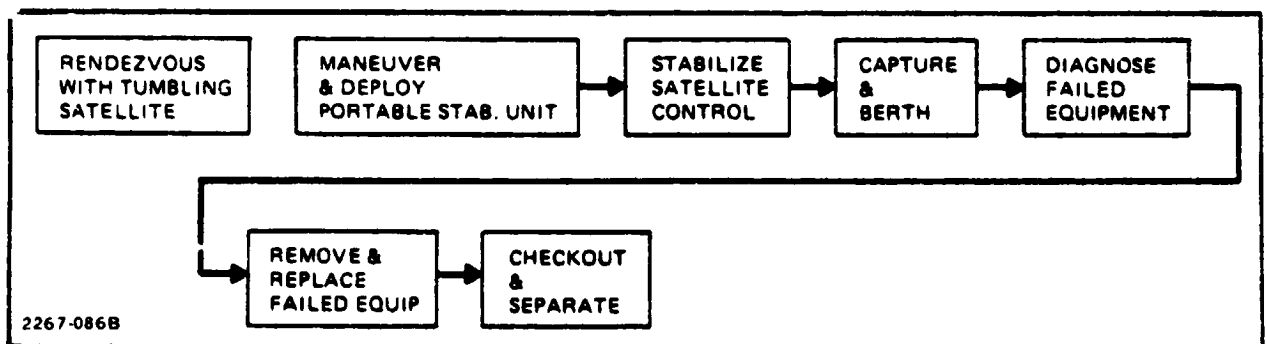 RENDEZVOUS
WITH TUMBLING
SATELLITE
MANEUVER
& DEPLOY
PORTABLE STAB. UNIT
STABILIZE
SATELLITE
CONTROL
CAPTURE
&
BERTH
DIAGNOSE
FAILED
EQUIPMENT
REMOVE &
REPLACE
FAILED EQUIP
CHECKOUT
&
SEPARATE
2267-086B